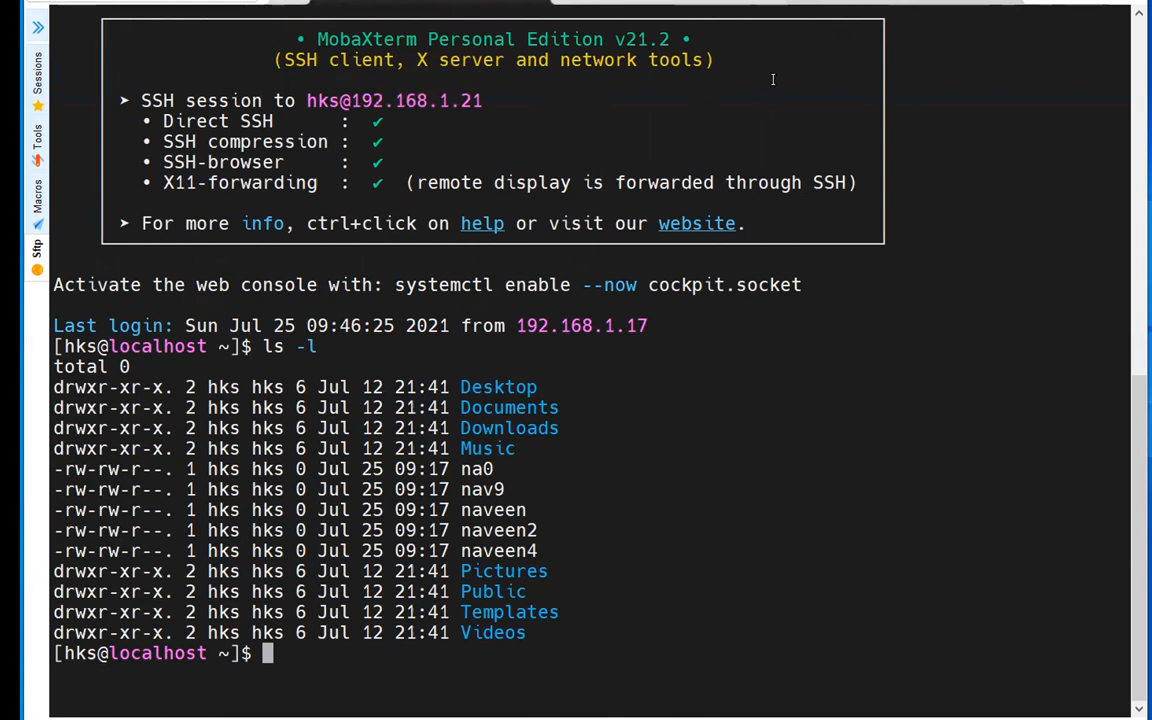 • MobaXterm Personal Edition v21.2 •
(SSH client, X server and network tools)
➤ SSH session to hks@192.168.1.21
• Direct SSH : ✔
• SSH compression : ✔
• SSH-browser : ✔
• X11-forwarding : ✔ (remote display is forwarded through SSH)
➤ For more info, ctrl+click on help or visit our website.
Activate the web console with: systemctl enable --now cockpit.socket
Last login: Sun Jul 25 09:46:25 2021 from 192.168.1.17
[hks@localhost ~]$ ls -l
total 0
drwxr-xr-x. 2 hks hks 6 Jul 12 21:41 Desktop
drwxr-xr-x. 2 hks hks 6 Jul 12 21:41 Documents
drwxr-xr-x. 2 hks hks 6 Jul 12 21:41 Downloads
drwxr-xr-x. 2 hks hks 6 Jul 12 21:41 Music
-rw-rw-r--. 1 hks hks 0 Jul 25 09:17 na0
-rw-rw-r--. 1 hks hks 0 Jul 25 09:17 nav9
-rw-rw-r--. 1 hks hks 0 Jul 25 09:17 naveen
-rw-rw-r--. 1 hks hks 0 Jul 25 09:17 naveen2
-rw-rw-r--. 1 hks hks 0 Jul 25 09:17 naveen4
drwxr-xr-x. 2 hks hks 6 Jul 12 21:41 Pictures
drwxr-xr-x. 2 hks hks 6 Jul 12 21:41 Public
drwxr-xr-x. 2 hks hks 6 Jul 12 21:41 Templates
drwxr-xr-x. 2 hks hks 6 Jul 12 21:41 Videos
[hks@localhost ~]$
Sessions
Tools
Macros
Sftp